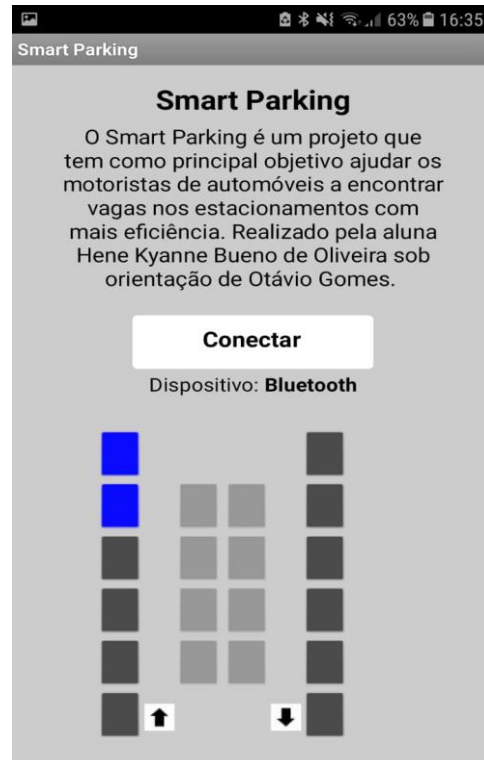 63% 16:35
Smart Parking
Smart Parking
O Smart Parking é um projeto que
tem como principal objetivo ajudar os
motoristas de automóveis a encontrar
vagas nos estacionamentos com
mais eficiência. Realizado pela aluna
Hene Kyanne Bueno de Oliveira sob
orientação de Otávio Gomes.
Conectar
Dispositivo: Bluetooth